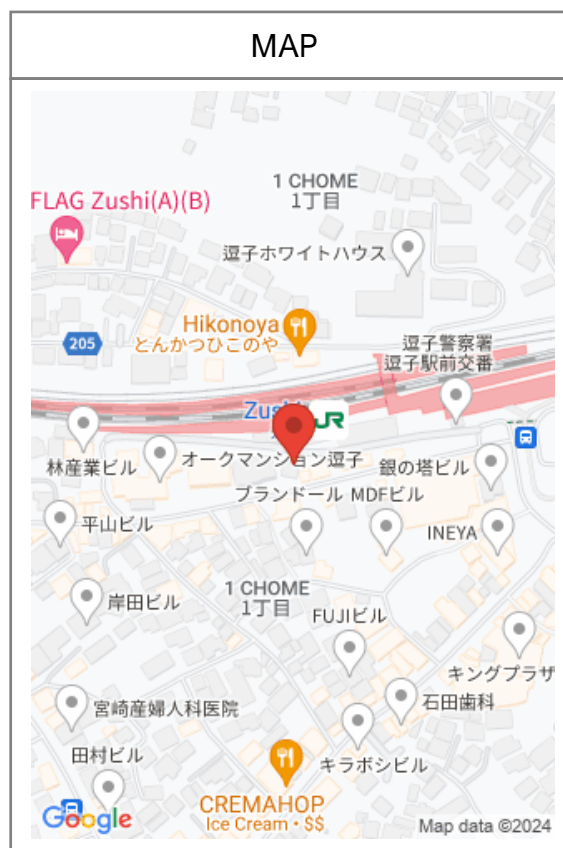 MAP
1 CHOME
1丁目
FLAG Zushi(A)(B)
逗子ホワイトハウス
Hikonoya
とんかつひこのや
205
逗子警察署
逗子駅前交番
JR
林産業ビル
オークマンション逗子
銀の塔ビル
ブランドール
MDFビル
平山ビル
INEYA
1 CHOME
1丁目
岸田ビル
FUJIビル
キングプラザ
石田歯科
宮崎産婦人科医院
キラボシビル
田村ビル
CREMAHOP
Ice Cream • $$
Google
Map data ©2024